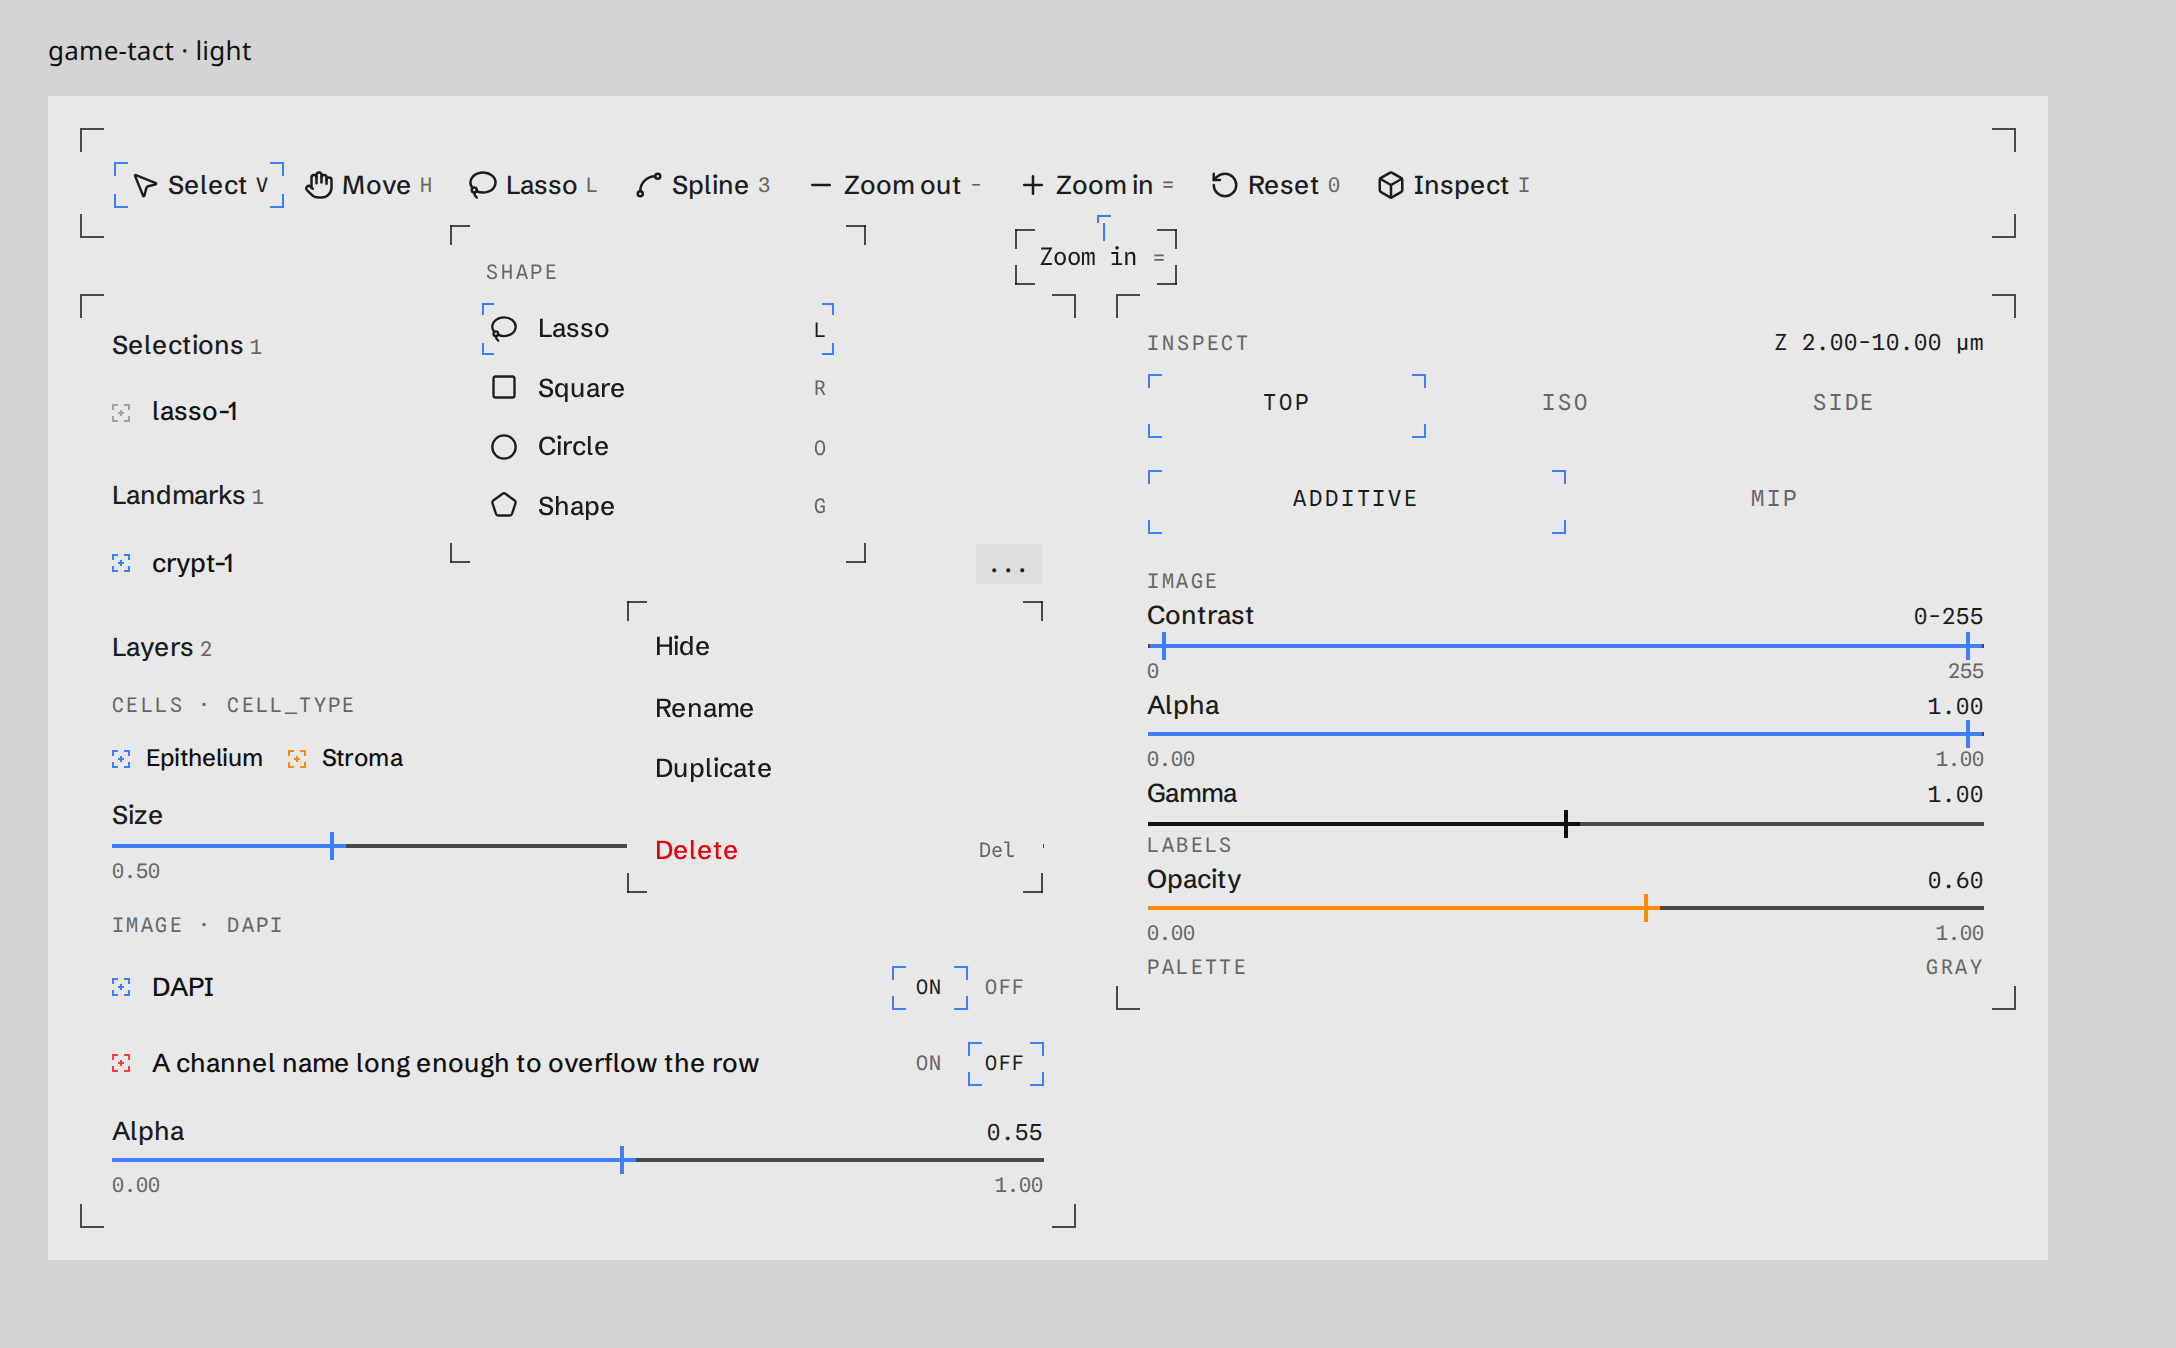 game-tact · light
Select V Move H Lasso L Spline 3 Zoom out - Zoom in = Reset 0 Inspect I
Zoom in =
SHAPE
Lasso L
Square R
Circle O
Shape G
Selections 1
lasso-1
Landmarks 1
crypt-1
...
Hide
Rename
Duplicate
Delete Del
Layers 2
CELLS · CELL_TYPE
Epithelium Stroma
Size
0.50
IMAGE · DAPI
DAPI ON OFF
A channel name long enough to overflow the row ON OFF
Alpha 0.55
0.00 1.00
INSPECT Z 2.00-10.00 µm
TOP ISO SIDE
ADDITIVE MIP
IMAGE
Contrast 0-255
0 255
Alpha 1.00
0.00 1.00
Gamma 1.00
LABELS
Opacity 0.60
0.00 1.00
PALETTE GRAY